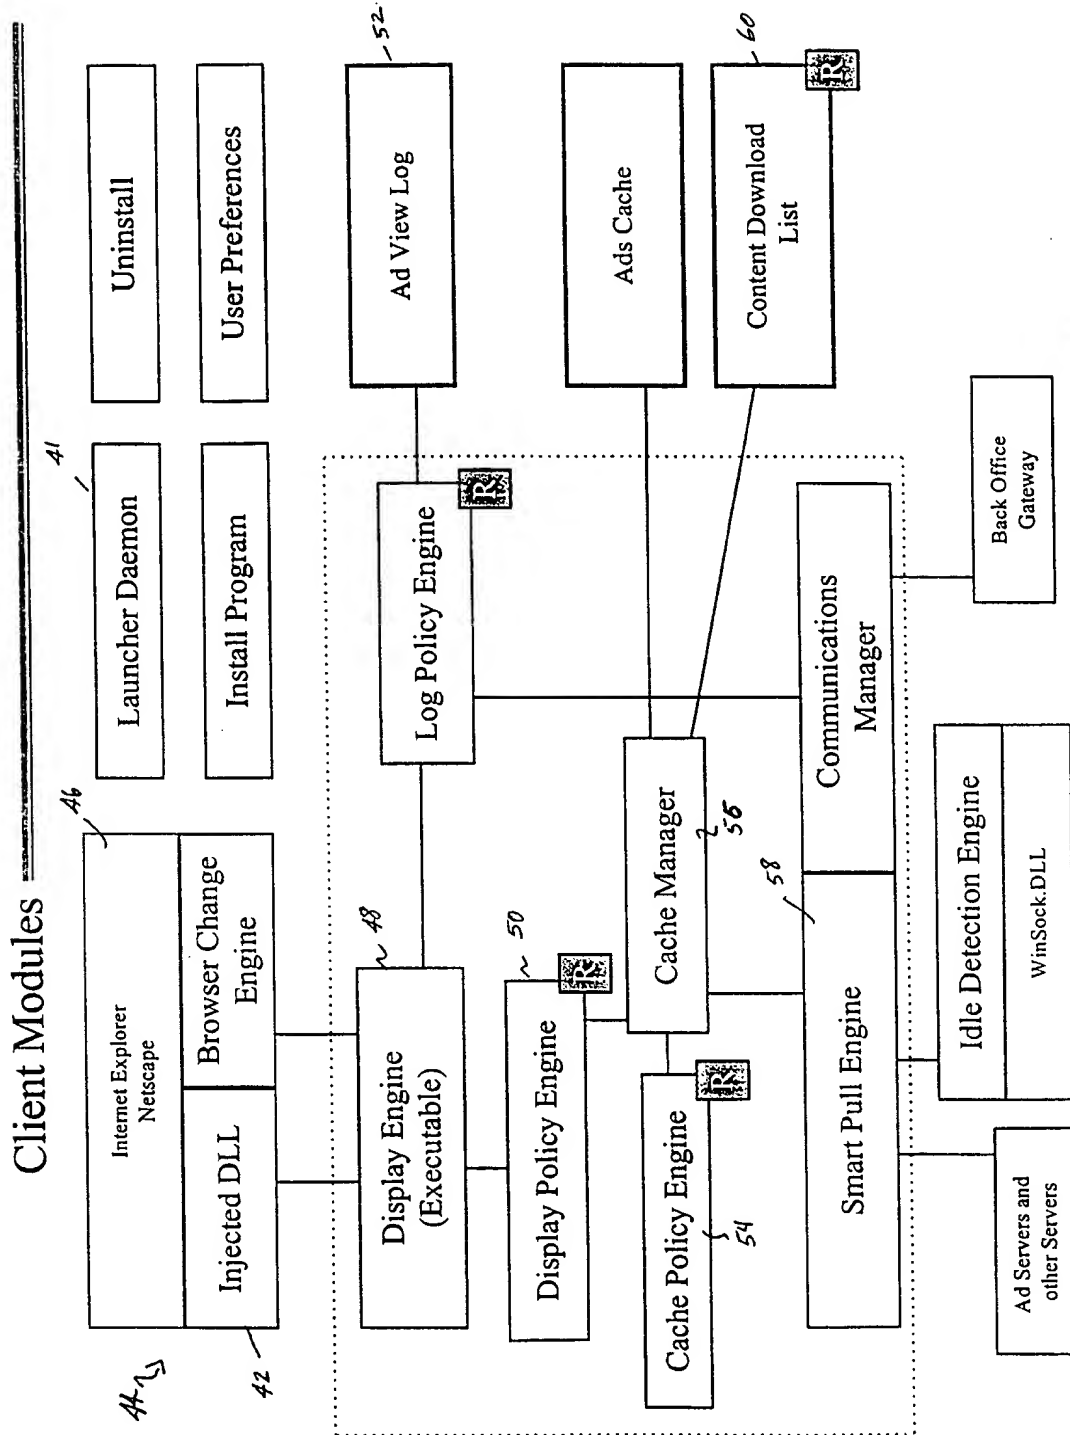 Client Modules
44
46
41
Internet Explorer
Netscape
Launcher Daemon
Uninstall
Injected DLL
Browser Change
Engine
Install Program
User Preferences
42
48
Display Engine
(Executable)
Log Policy Engine
R
Ad View Log
52
50
Display Policy Engine
R
Cache Manager
56
Ads Cache
Cache Policy Engine
R
54
Content Download
List
R
60
58
Smart Pull Engine
Communications
Manager
Ad Servers and
other Servers
Idle Detection Engine
WinSock.DLL
Back Office
Gateway